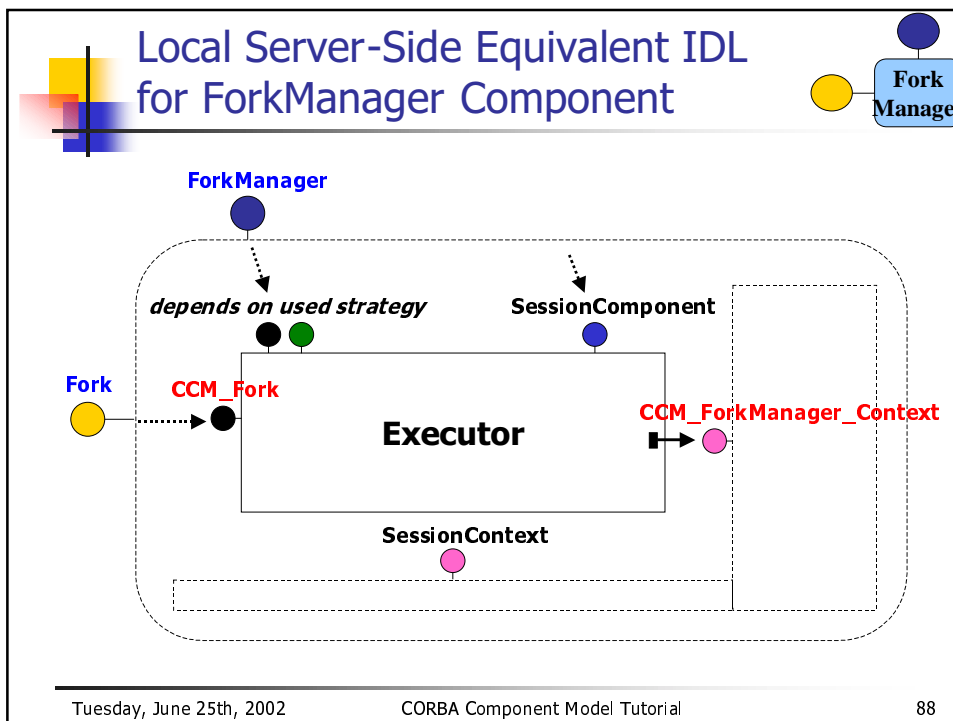 Local Server-Side Equivalent IDL
for ForkManager Component
Fork
Manage
ForkManager
depends on used strategy
SessionComponent
Fork
CCM_Fork
CCM_ForkManager_Context
Executor
SessionContext
Tuesday, June 25th, 2002
CORBA Component Model Tutorial
88